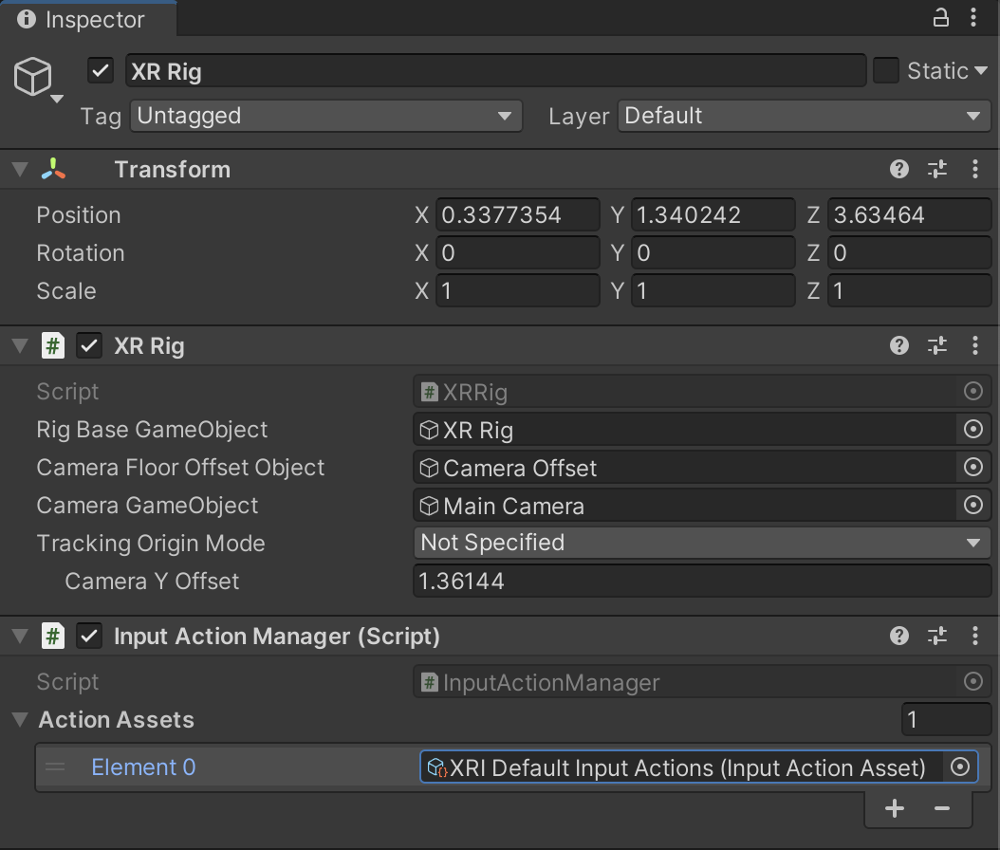 Inspector
XR Rig Static
Tag Untagged Layer Default
Transform
Position X 0.3377354 Y 1.340242 Z 3.63464
Rotation X 0 Y 0 Z 0
Scale X 1 Y 1 Z 1
# XR Rig
Script # XRRig
Rig Base GameObject XR Rig
Camera Floor Offset Object Camera Offset
Camera GameObject Main Camera
Tracking Origin Mode Not Specified
Camera Y Offset 1.36144
# Input Action Manager (Script)
Script # InputActionManager
Action Assets 1
Element 0 XRI Default Input Actions (Input Action Asset)
+ −